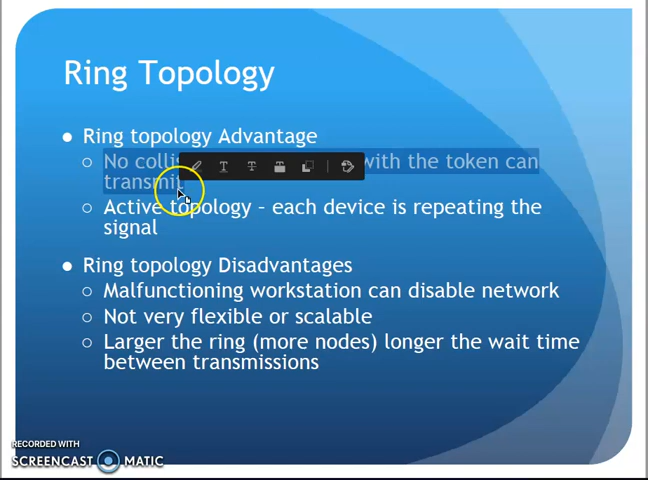 Ring Topology
Ring topology Advantage
No with the token can
transmit
Active topology – each device is repeating the
signal
Ring topology Disadvantages
Malfunctioning workstation can disable network
Not very flexible or scalable
Larger the ring (more nodes) longer the wait time
between transmissions
RECORDED WITH
SCREENCAST MATIC